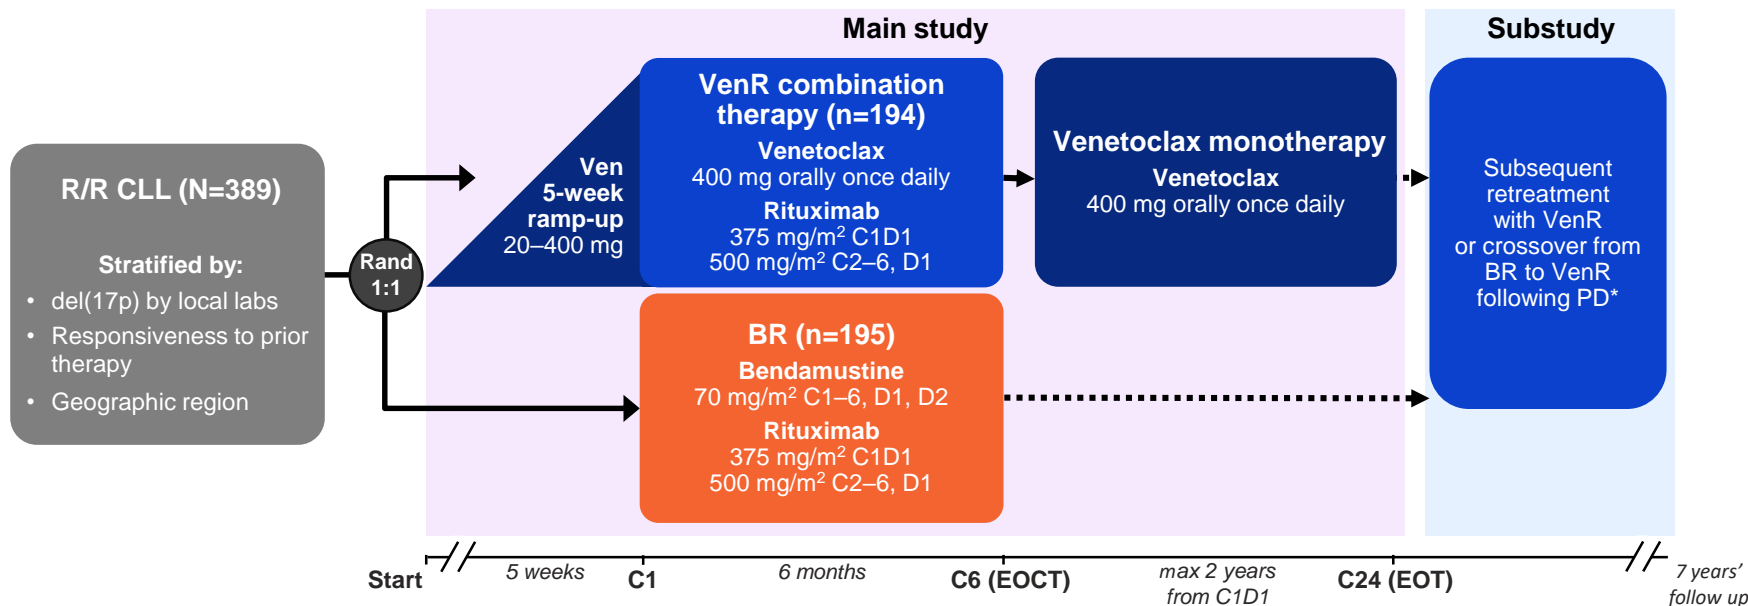 Main study
Substudy
R/R CLL (N=389)
Stratified by:
• del(17p) by local labs
• Responsiveness to prior
therapy
• Geographic region
Rand
1:1
Ven
5-week
ramp-up
20–400 mg
VenR combination
therapy (n=194)
Venetoclax
400 mg orally once daily
Rituximab
375 mg/m² C1D1
500 mg/m² C2–6, D1
Venetoclax monotherapy
Venetoclax
400 mg orally once daily
Subsequent
retreatment
with VenR
or crossover from
BR to VenR
following PD*
BR (n=195)
Bendamustine
70 mg/m² C1–6, D1, D2
Rituximab
375 mg/m² C1D1
500 mg/m² C2–6, D1
Start
5 weeks
C1
6 months
C6 (EOCT)
max 2 years
from C1D1
C24 (EOT)
7 years’
follow up